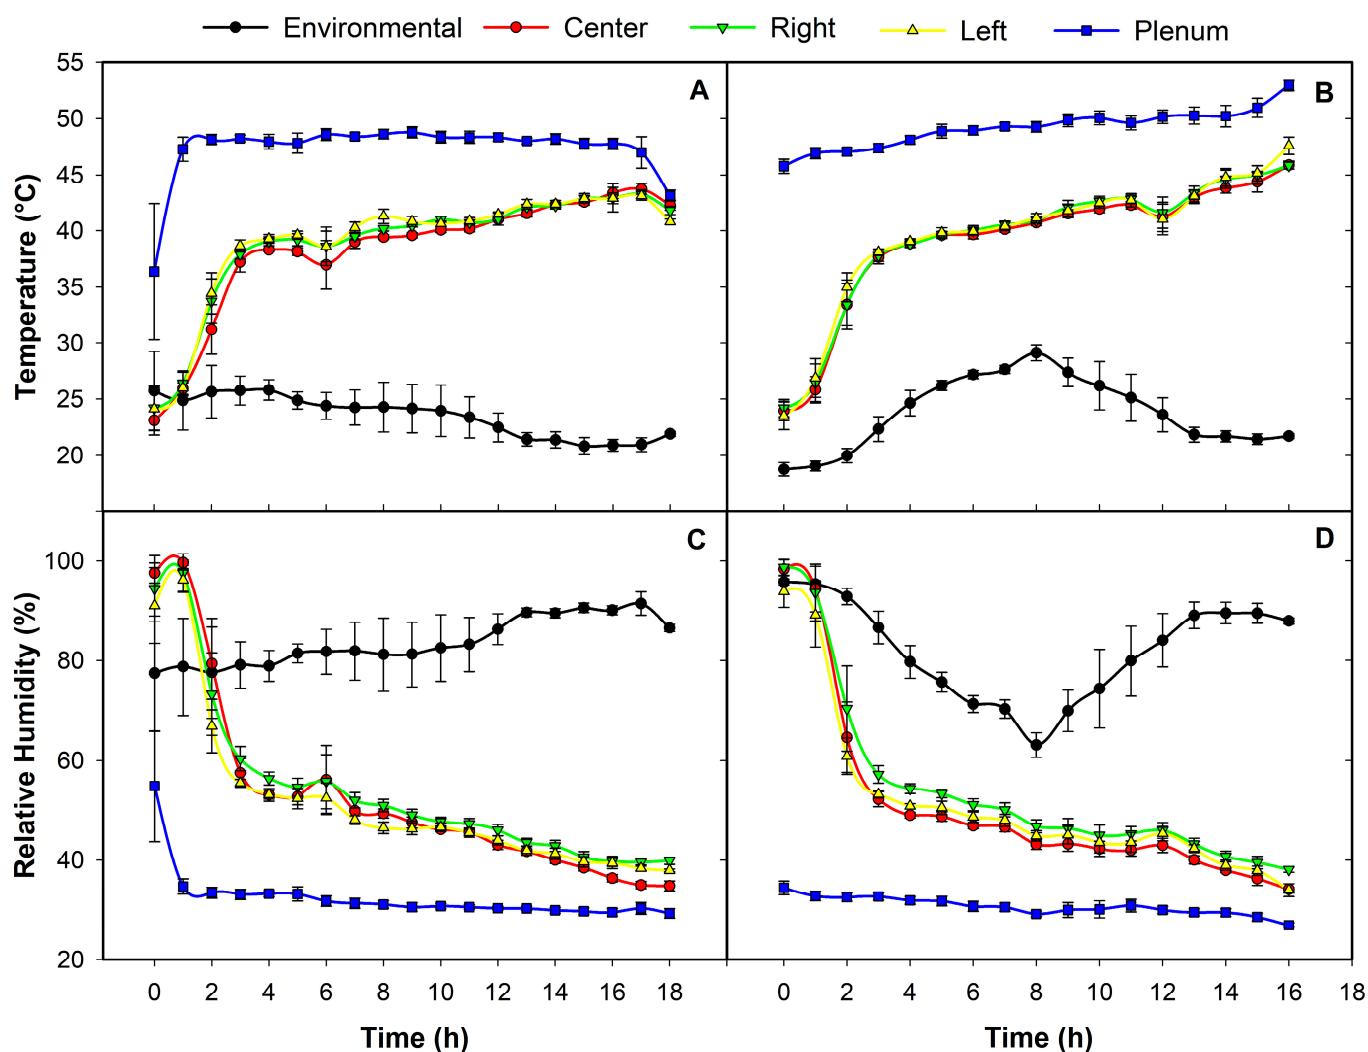 Environmental Center Right Left Plenum
55
50
45
40
35
30
25
20
Temperature (°C)
A
B
100
80
60
40
20
Relative Humidity (%)
C
D
0 2 4 6 8 10 12 14 16 18
0 2 4 6 8 10 12 14 16 18
Time (h)
Time (h)